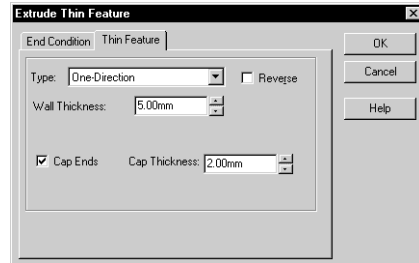 Extrude Thin Feature
End Condition Thin Feature
OK
Type: One-Direction Reverse
Cancel
Wall Thickness: 5.00mm
Help
Cap Ends Cap Thickness: 2.00mm